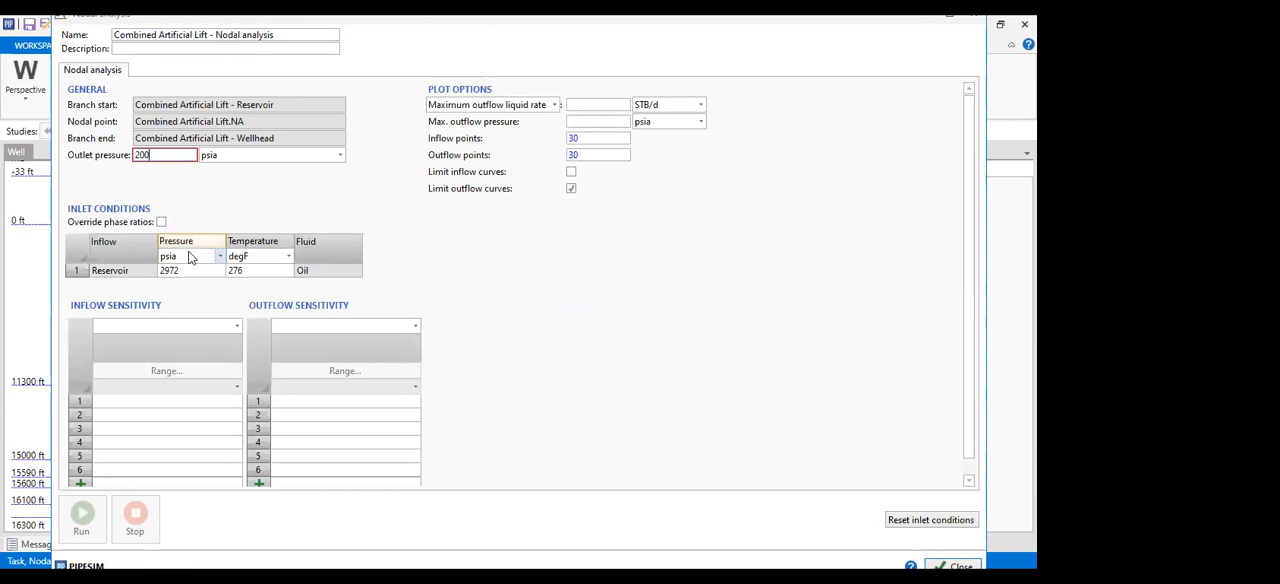 Nodal analysis
WORKSPA
W
Perspective
Studies:
Well
-33 ft
0 ft
11300 ft
15000 ft
15590 ft
15600 ft
16100 ft
16300 ft
Messag
Task, Noda
Name: Combined Artificial Lift - Nodal analysis
Description:
Nodal analysis
GENERAL
Branch start: Combined Artificial Lift - Reservoir
Nodal point: Combined Artificial Lift.NA
Branch end: Combined Artificial Lift - Wellhead
Outlet pressure: 200 psia
PLOT OPTIONS
Maximum outflow liquid rate : STB/d
Max. outflow pressure: psia
Inflow points: 30
Outflow points: 30
Limit inflow curves:
Limit outflow curves:
INLET CONDITIONS
Override phase ratios:
Inflow Pressure Temperature Fluid
psia degF
1 Reservoir 2972 276 Oil
INFLOW SENSITIVITY OUTFLOW SENSITIVITY
Range... Range...
1 1
2 2
3 3
4 4
5 5
6 6
Run Stop
Reset inlet conditions
PIPESIM
Close